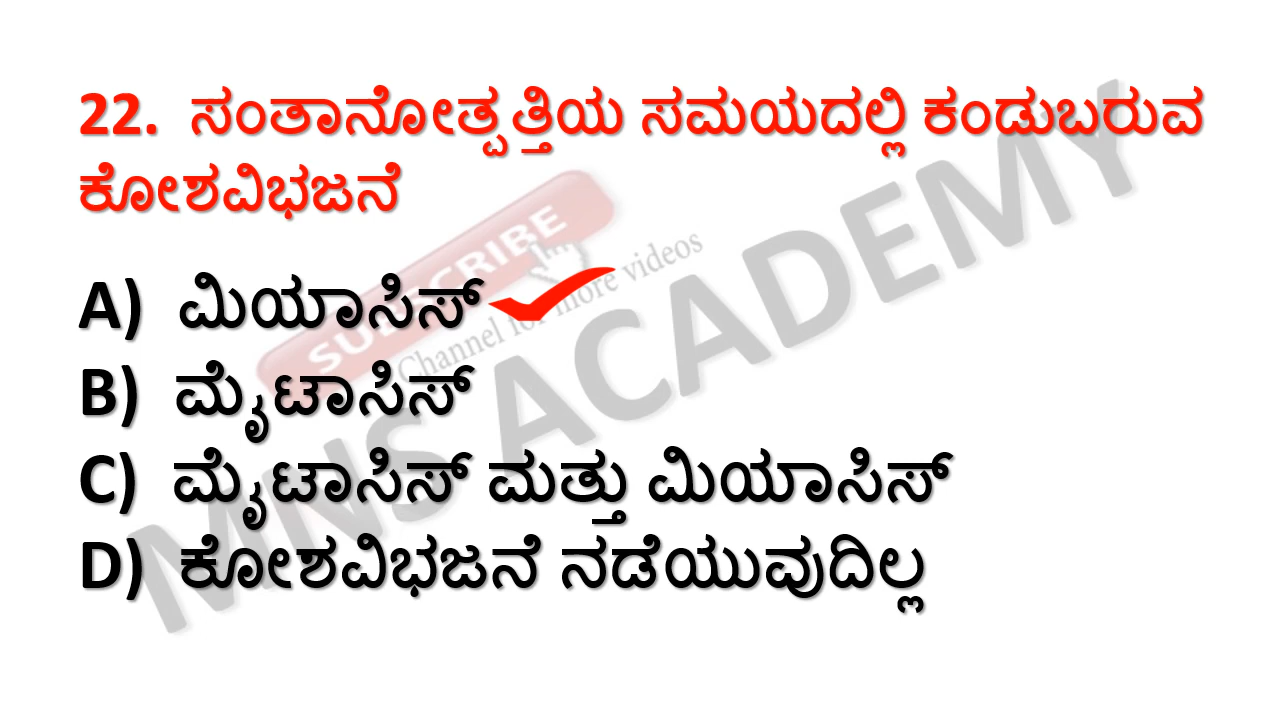 22. ಸಂತಾನೋತ್ಪತ್ತಿಯ ಸಮಯದಲ್ಲಿ ಕಂಡುಬರುವ
ಕೋಶವಿಭಜನೆ
A) ಮಿಯಾಸಿಸ್
B) ಮೈಟಾಸಿಸ್
C) ಮೈಟಾಸಿಸ್ ಮತ್ತು ಮಿಯಾಸಿಸ್
D) ಕೋಶವಿಭಜನೆ ನಡೆಯುವುದಿಲ್ಲ
SUBSCRIBE
Channel for more videos
MNS ACADEMY